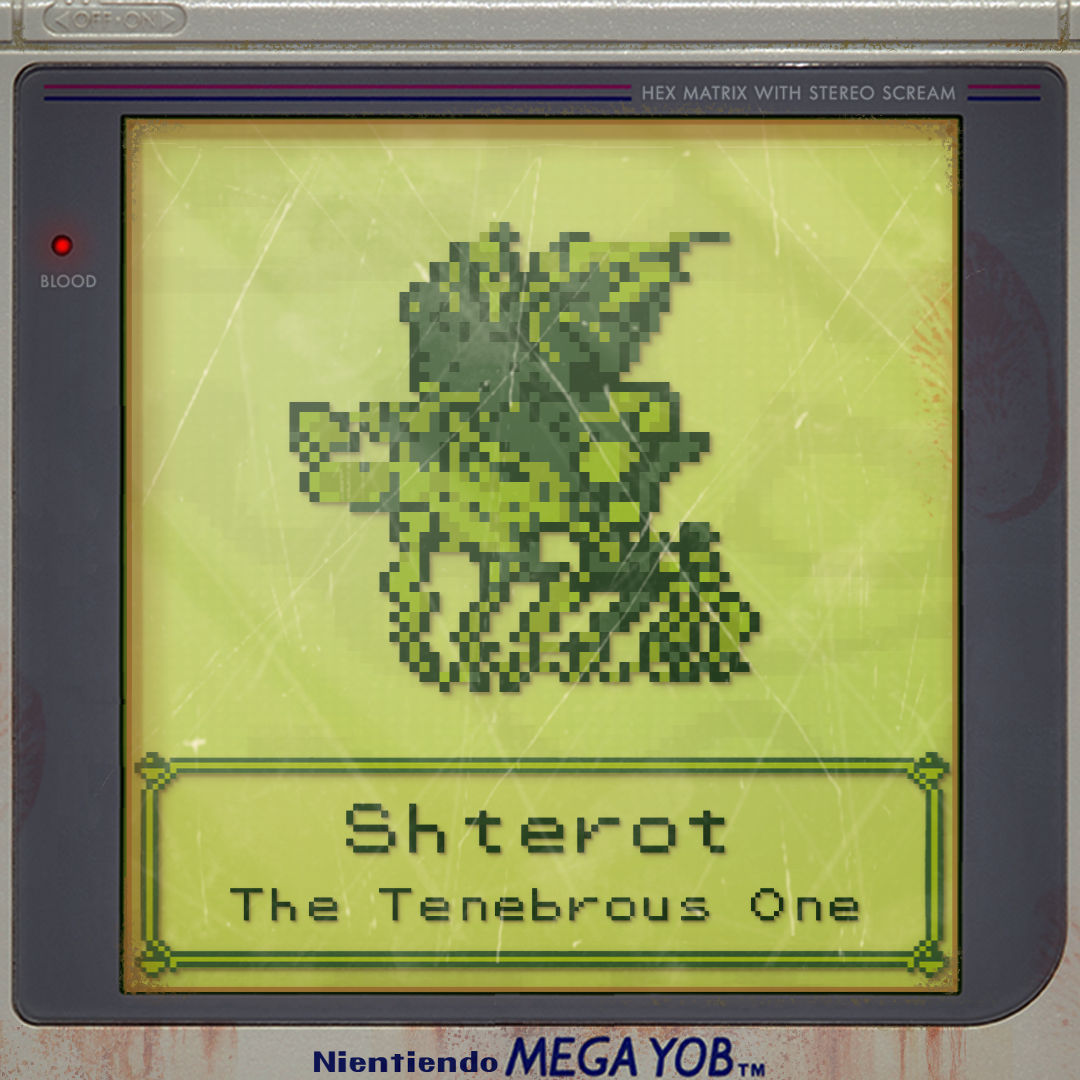 <OFF•ON>
HEX MATRIX WITH STEREO SCREAM
BLOOD
Shterot
The Tenebrous One
Nientiendo MEGA YOB™